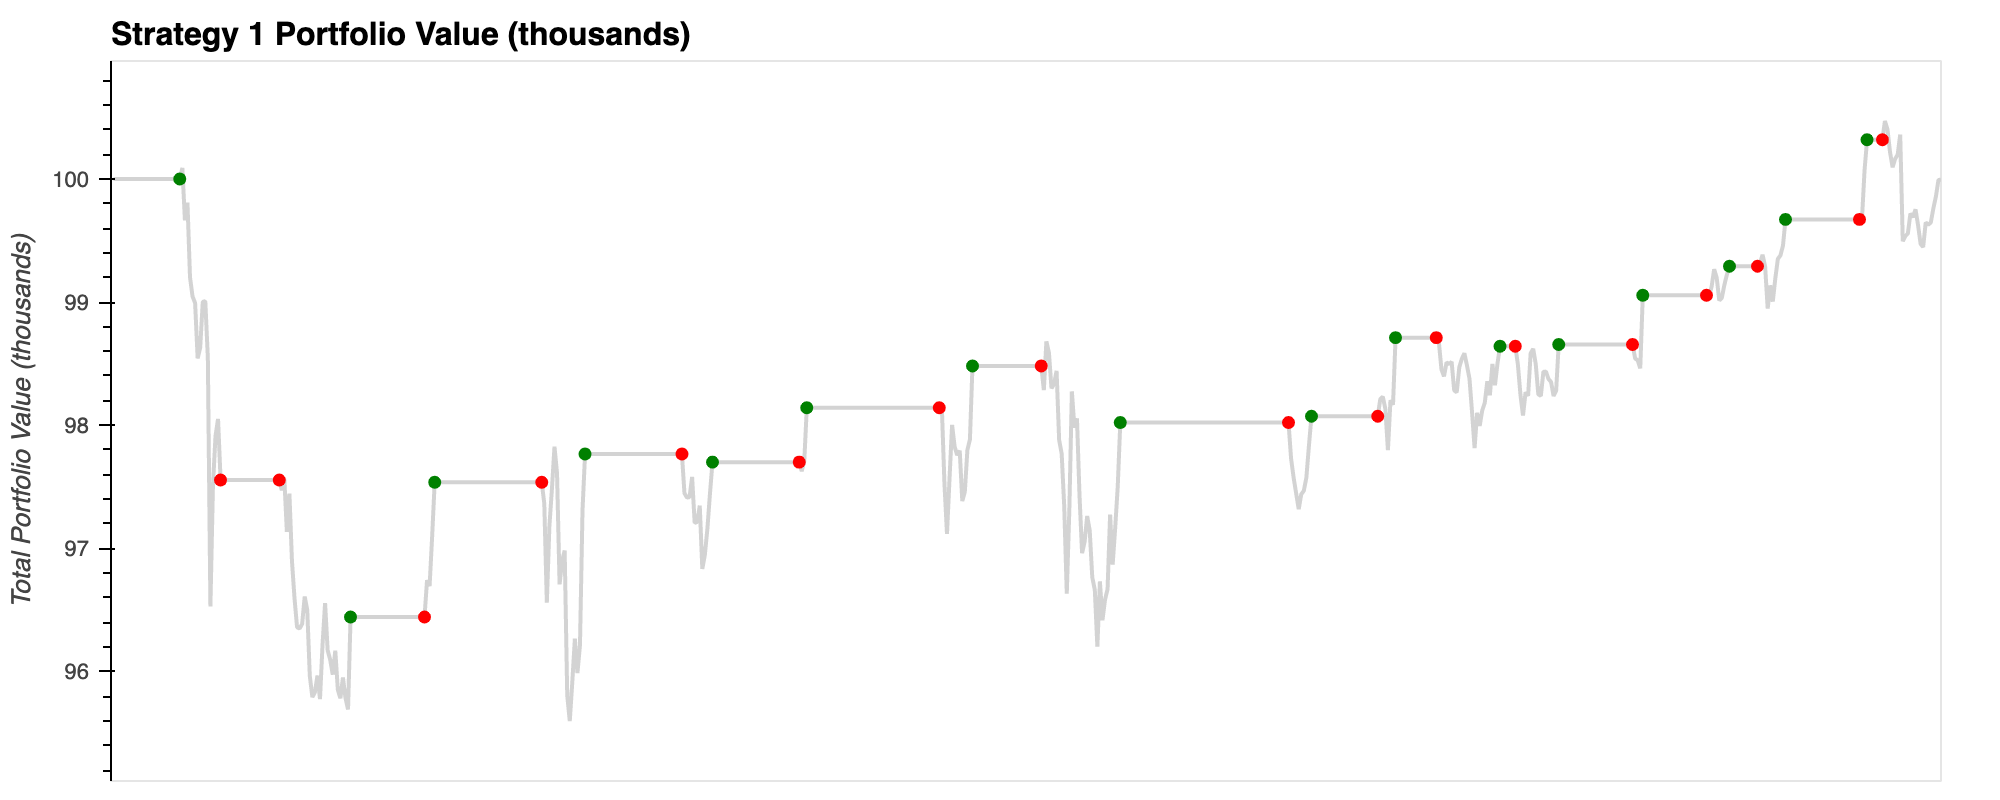 Strategy 1 Portfolio Value (thousands)
Total Portfolio Value (thousands)
100
99
98
97
96